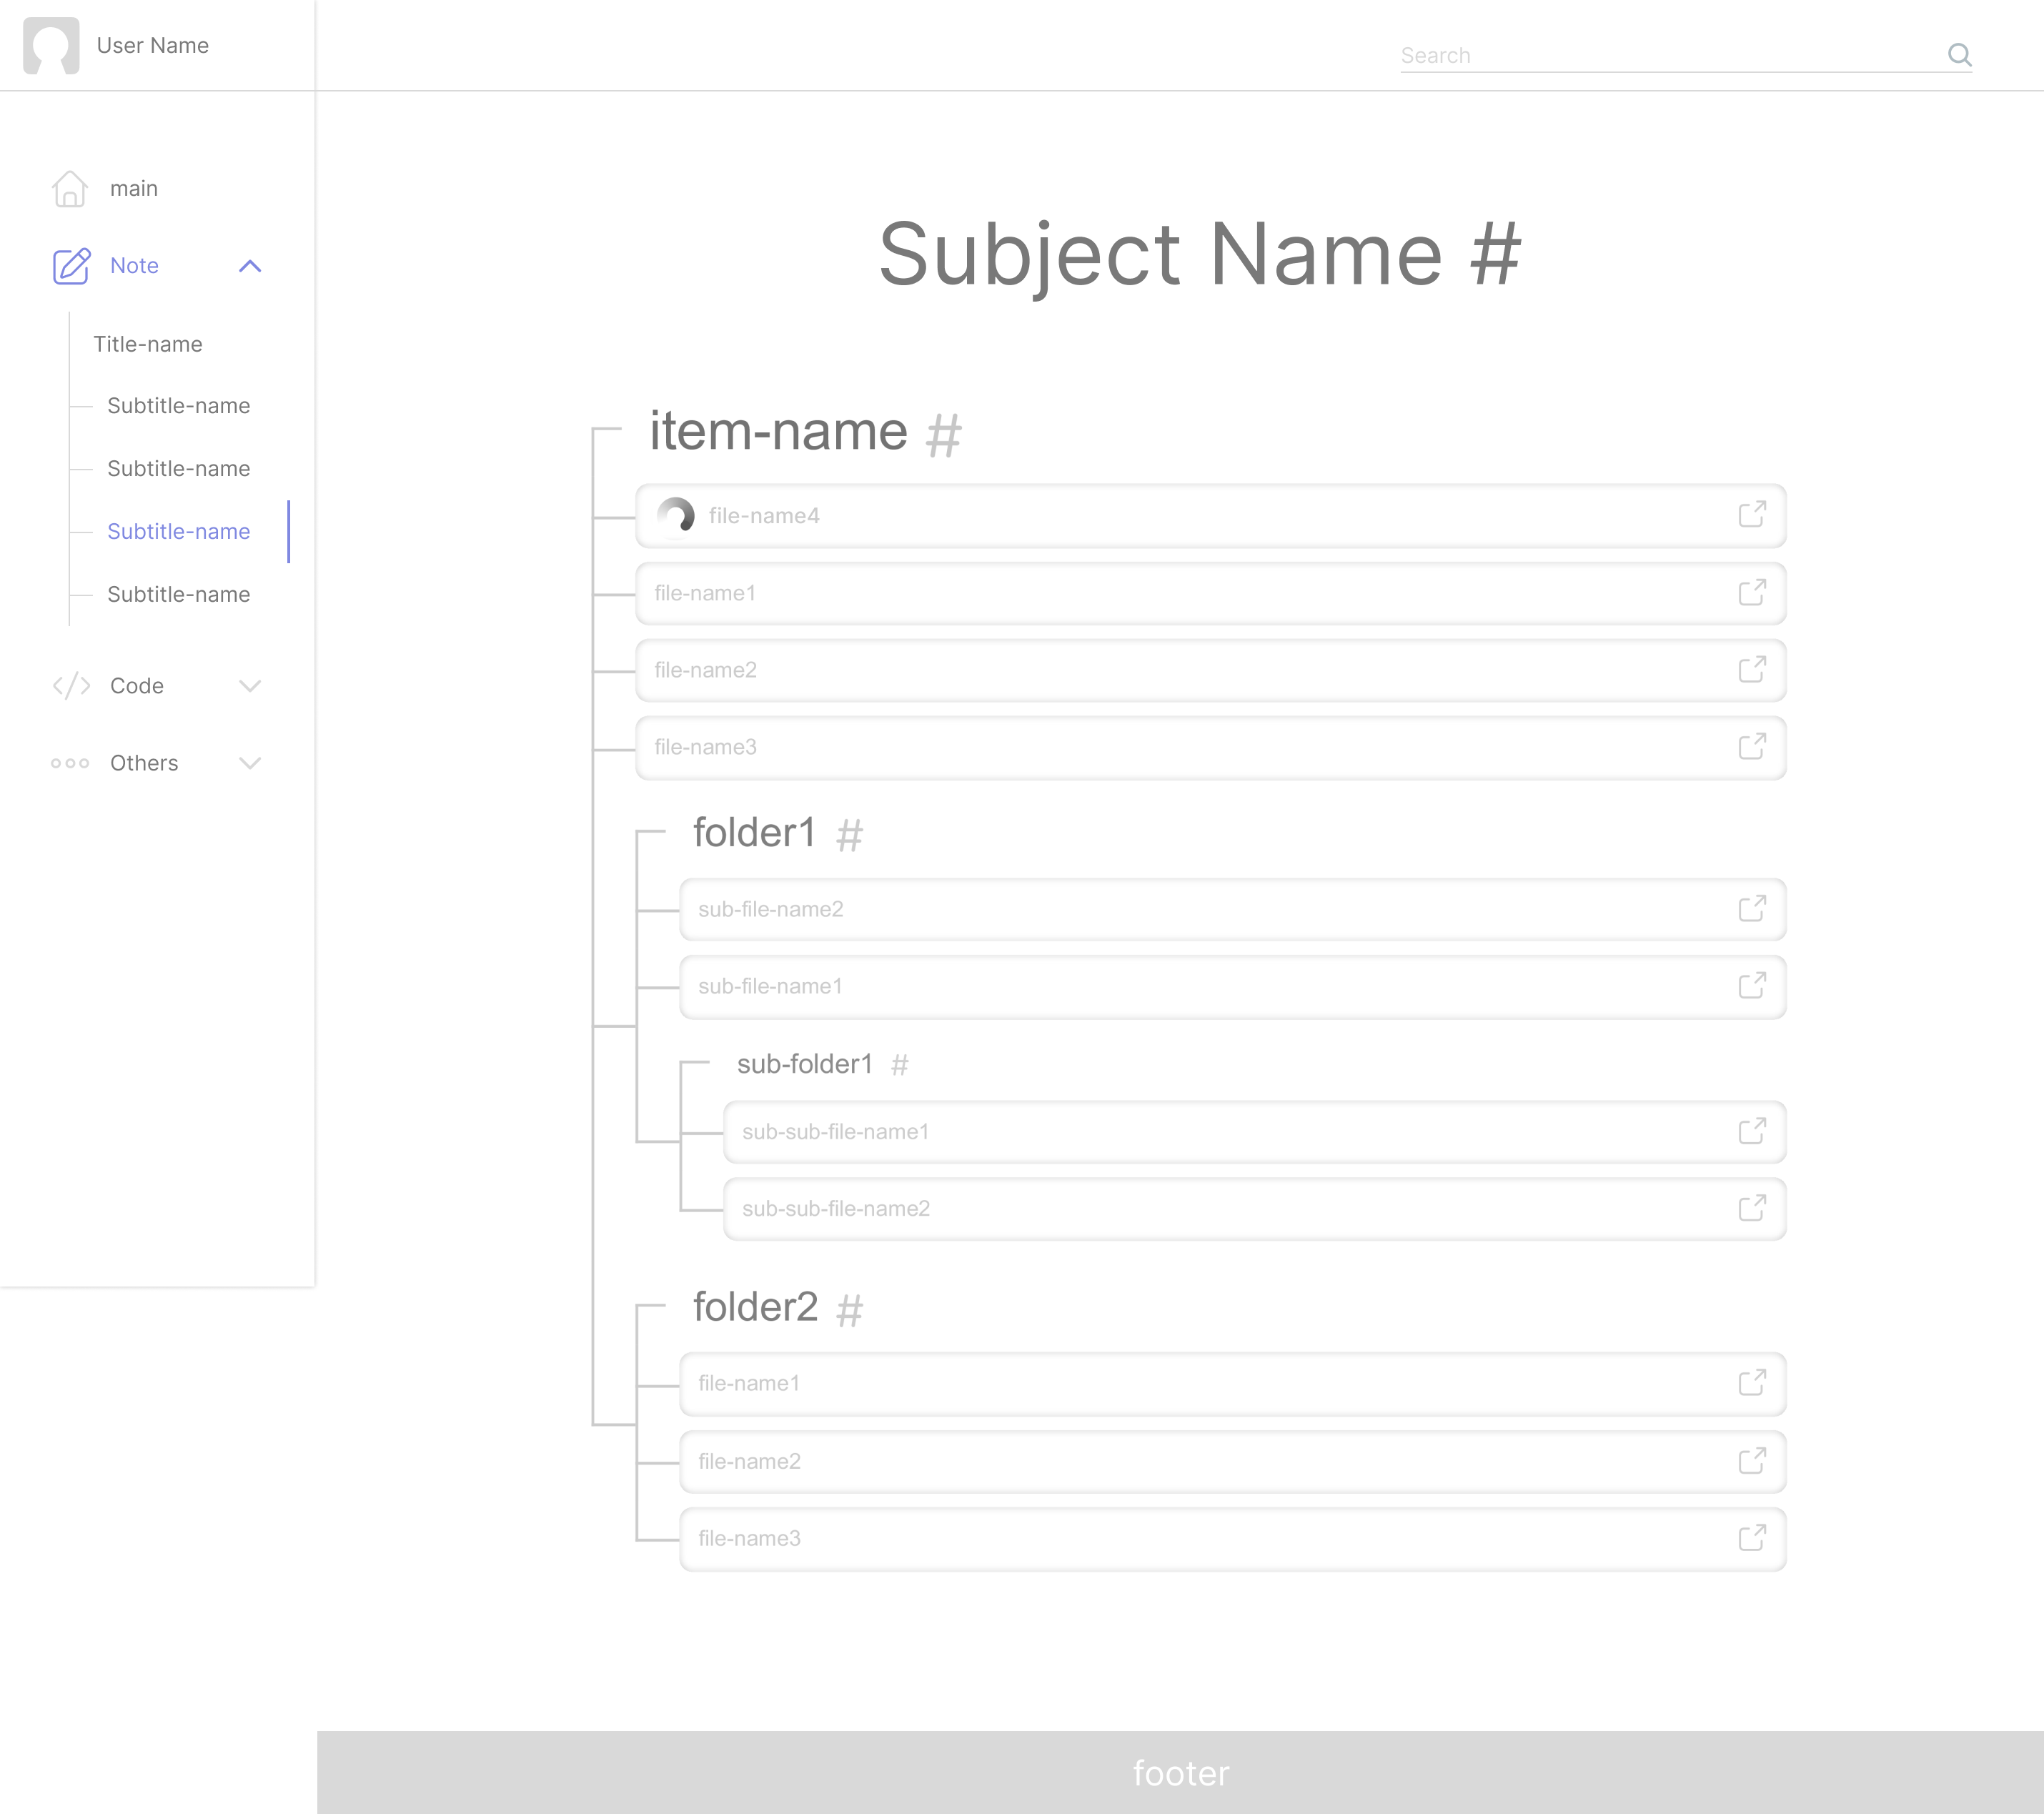 User Name
Search
main
Note
Title-name
Subtitle-name
Subtitle-name
Subtitle-name
Subtitle-name
Code
Others
Subject Name #
item-name #
file-name4
file-name1
file-name2
file-name3
folder1 #
sub-file-name2
sub-file-name1
sub-folder1 #
sub-sub-file-name1
sub-sub-file-name2
folder2 #
file-name1
file-name2
file-name3
footer